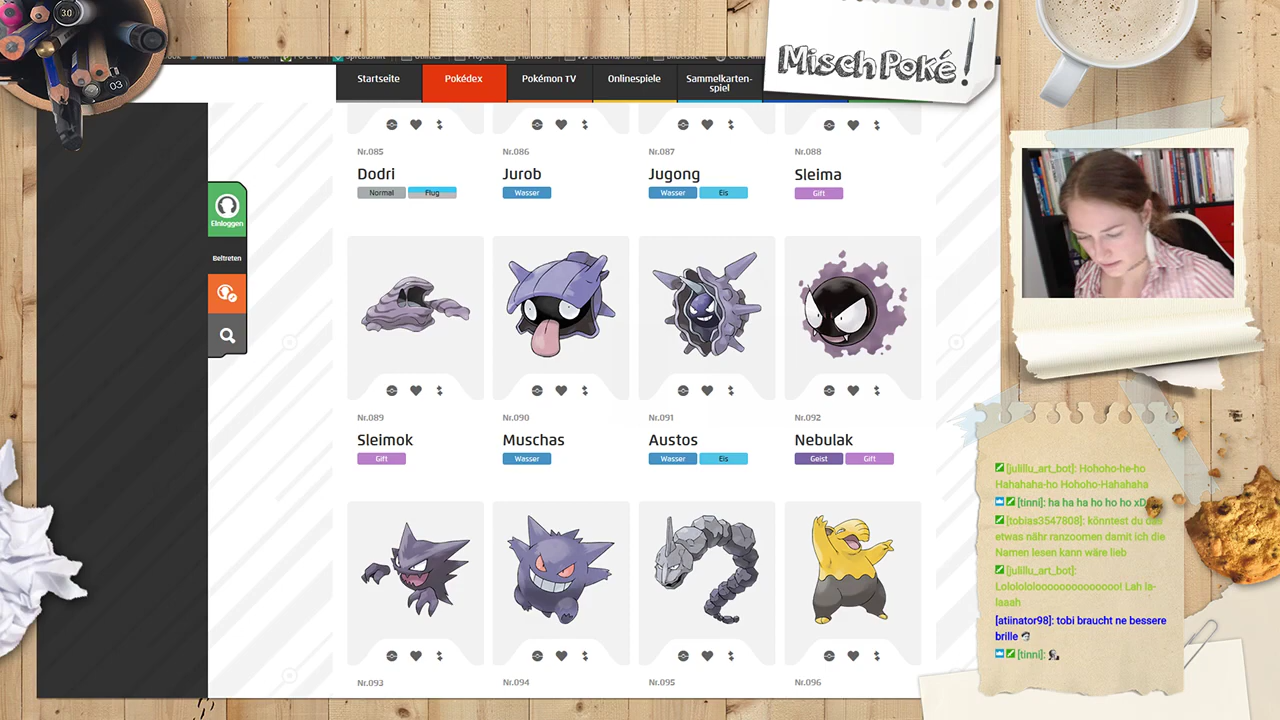 3.0
03
Misch Poké!
Startseite
Pokédex
Pokémon TV
Onlinespiele
Sammelkarten-
spiel
Nr.085
Dodri
Normal Flug
Nr.086
Jurob
Wasser
Nr.087
Jugong
Wasser Eis
Nr.088
Sleima
Gift
Einloggen
Beitreten
Nr.089
Sleimok
Gift
Nr.090
Muschas
Wasser
Nr.091
Austos
Wasser Eis
Nr.092
Nebulak
Geist Gift
Nr.093
Nr.094
Nr.095
Nr.096
[julillu_art_bot]: Hohoho-he-ho
Hahahaha-ho Hohoho-Hahahaha
[tinni]: ha ha ha ho ho ho xD
[tobias3547808]: könntest du das
etwas nähr ranzoomen damit ich die
Namen lesen kann wäre lieb
[julillu_art_bot]:
Lololololoooooooooooooo! Lah la-
laaah
[atiinator98]: tobi braucht ne bessere
brille
[tinni]: